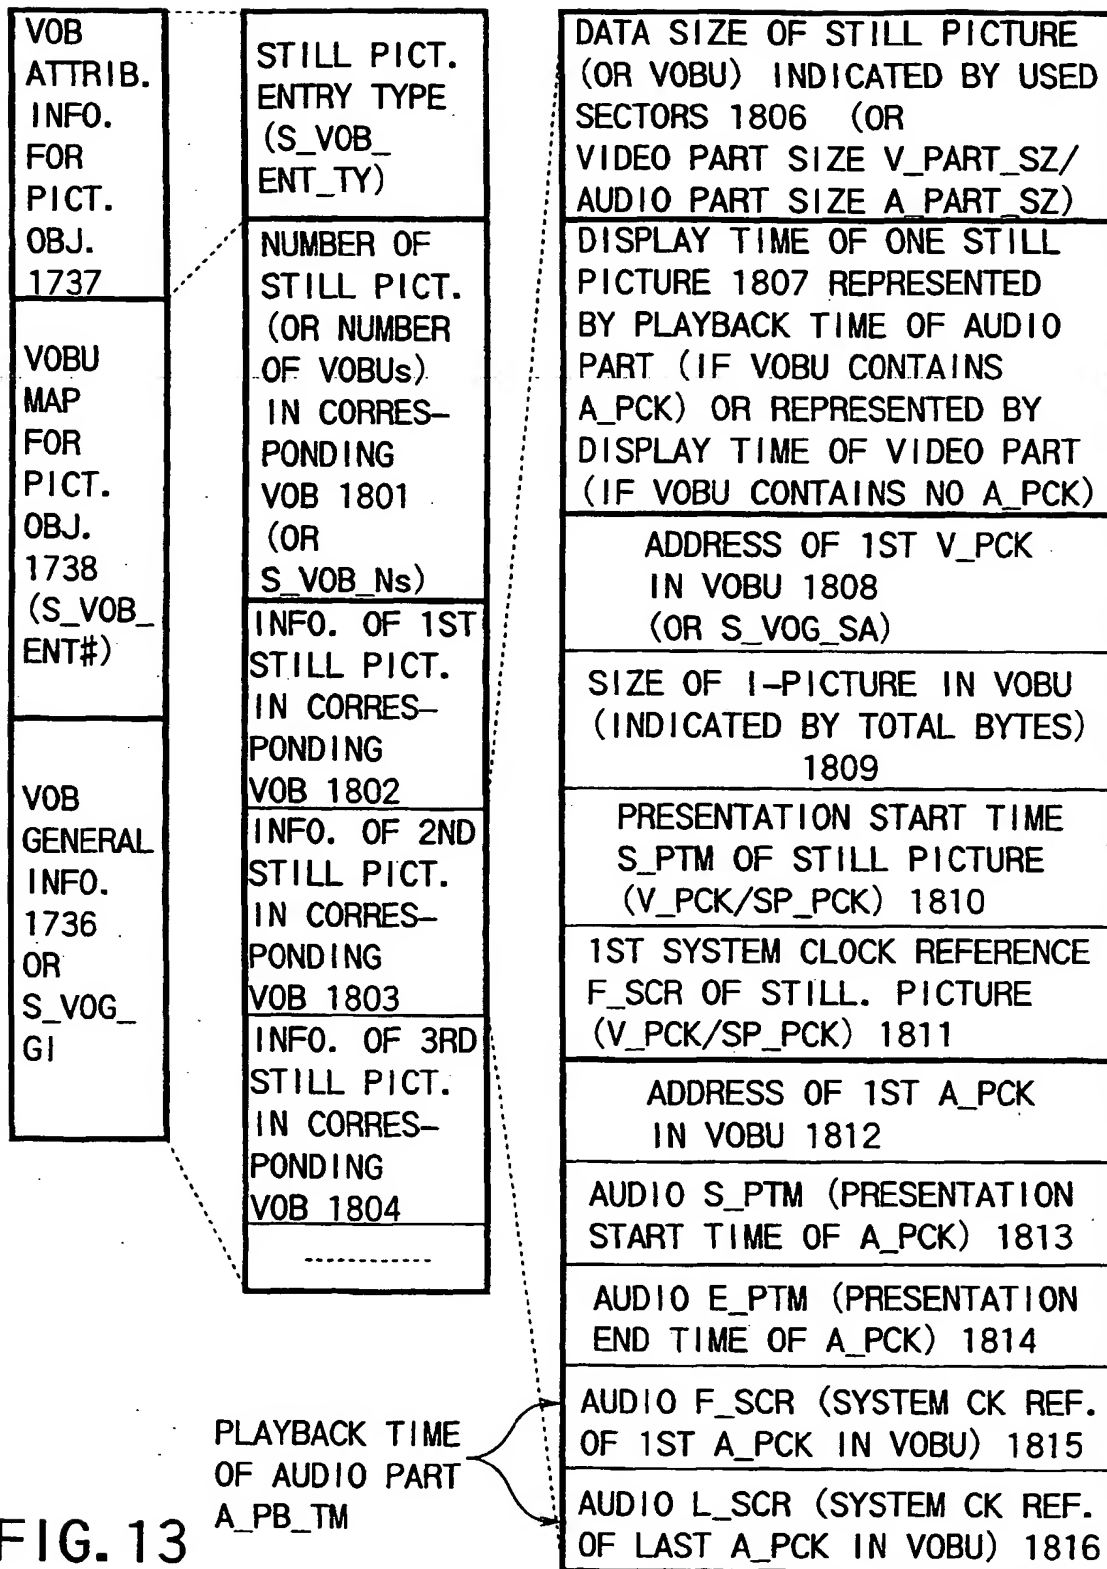 VOB
ATTRIB.
INFO.
FOR
PICT.
OBJ.
1737
VOBU
MAP
FOR
PICT.
OBJ.
1738
(S_VOB_
ENT#)
VOB
GENERAL
INFO.
1736
OR
S_VOG_
GI
STILL PICT.
ENTRY TYPE
(S_VOB_
ENT_TY)
NUMBER OF
STILL PICT.
(OR NUMBER
OF VOBUs)
IN CORRES-
PONDING
VOB 1801
(OR
S_VOB_Ns)
INFO. OF 1ST
STILL PICT.
IN CORRES-
PONDING
VOB 1802
INFO. OF 2ND
STILL PICT.
IN CORRES-
PONDING
VOB 1803
INFO. OF 3RD
STILL PICT.
IN CORRES-
PONDING
VOB 1804
DATA SIZE OF STILL PICTURE
(OR VOBU) INDICATED BY USED
SECTORS 1806 (OR
VIDEO PART SIZE V_PART_SZ/
AUDIO PART SIZE A_PART_SZ)
DISPLAY TIME OF ONE STILL
PICTURE 1807 REPRESENTED
BY PLAYBACK TIME OF AUDIO
PART (IF VOBU CONTAINS
A_PCK) OR REPRESENTED BY
DISPLAY TIME OF VIDEO PART
(IF VOBU CONTAINS NO A_PCK)
ADDRESS OF 1ST V_PCK
IN VOBU 1808
(OR S_VOG_SA)
SIZE OF I-PICTURE IN VOBU
(INDICATED BY TOTAL BYTES)
1809
PRESENTATION START TIME
S_PTM OF STILL PICTURE
(V_PCK/SP_PCK) 1810
1ST SYSTEM CLOCK REFERENCE
F_SCR OF STILL. PICTURE
(V_PCK/SP_PCK) 1811
ADDRESS OF 1ST A_PCK
IN VOBU 1812
AUDIO S_PTM (PRESENTATION
START TIME OF A_PCK) 1813
AUDIO E_PTM (PRESENTATION
END TIME OF A_PCK) 1814
AUDIO F_SCR (SYSTEM CK REF.
OF 1ST A_PCK IN VOBU) 1815
AUDIO L_SCR (SYSTEM CK REF.
OF LAST A_PCK IN VOBU) 1816
PLAYBACK TIME
OF AUDIO PART
A_PB_TM
FIG. 13